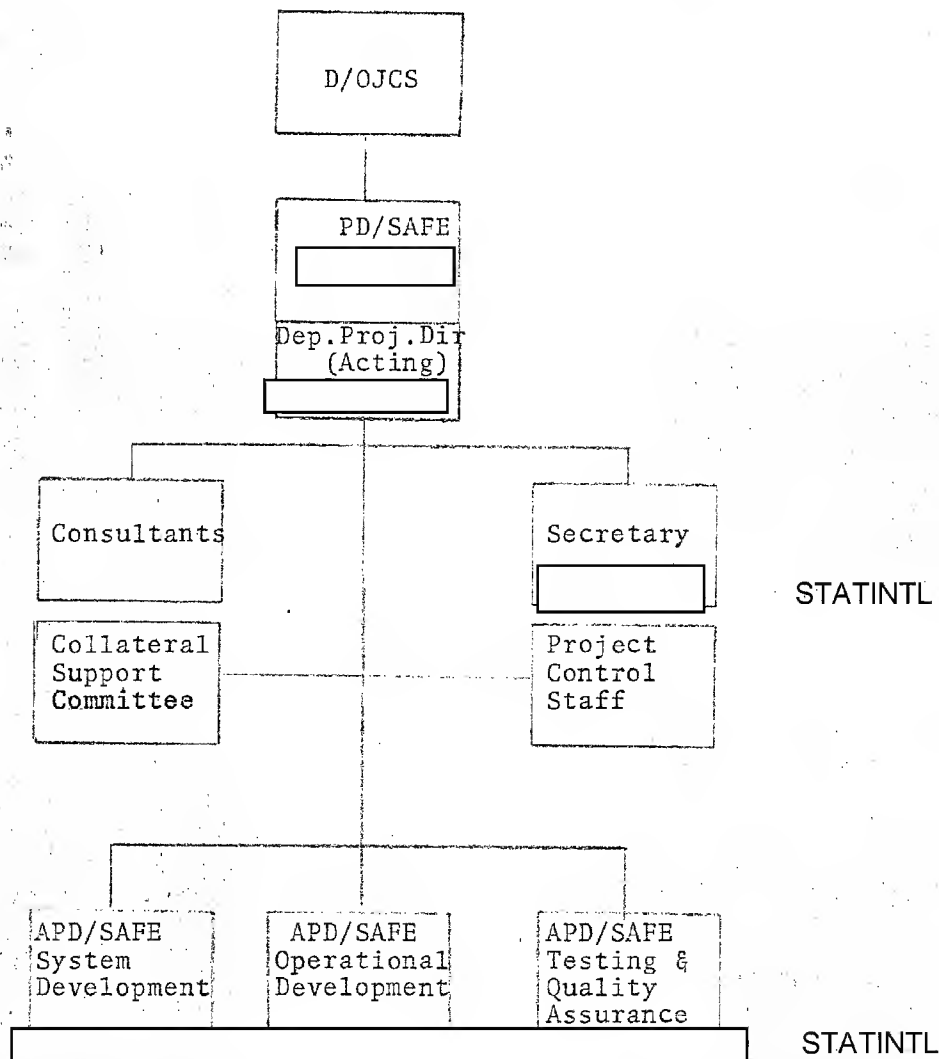 D/OJCS
PD/SAFE
Dep.Proj.Dir
(Acting)
Consultants
Secretary
STATINTL
Collateral
Support
Committee
Project
Control
Staff
APD/SAFE
System
Development
APD/SAFE
Operational
Development
APD/SAFE
Testing &
Quality
Assurance
STATINTL